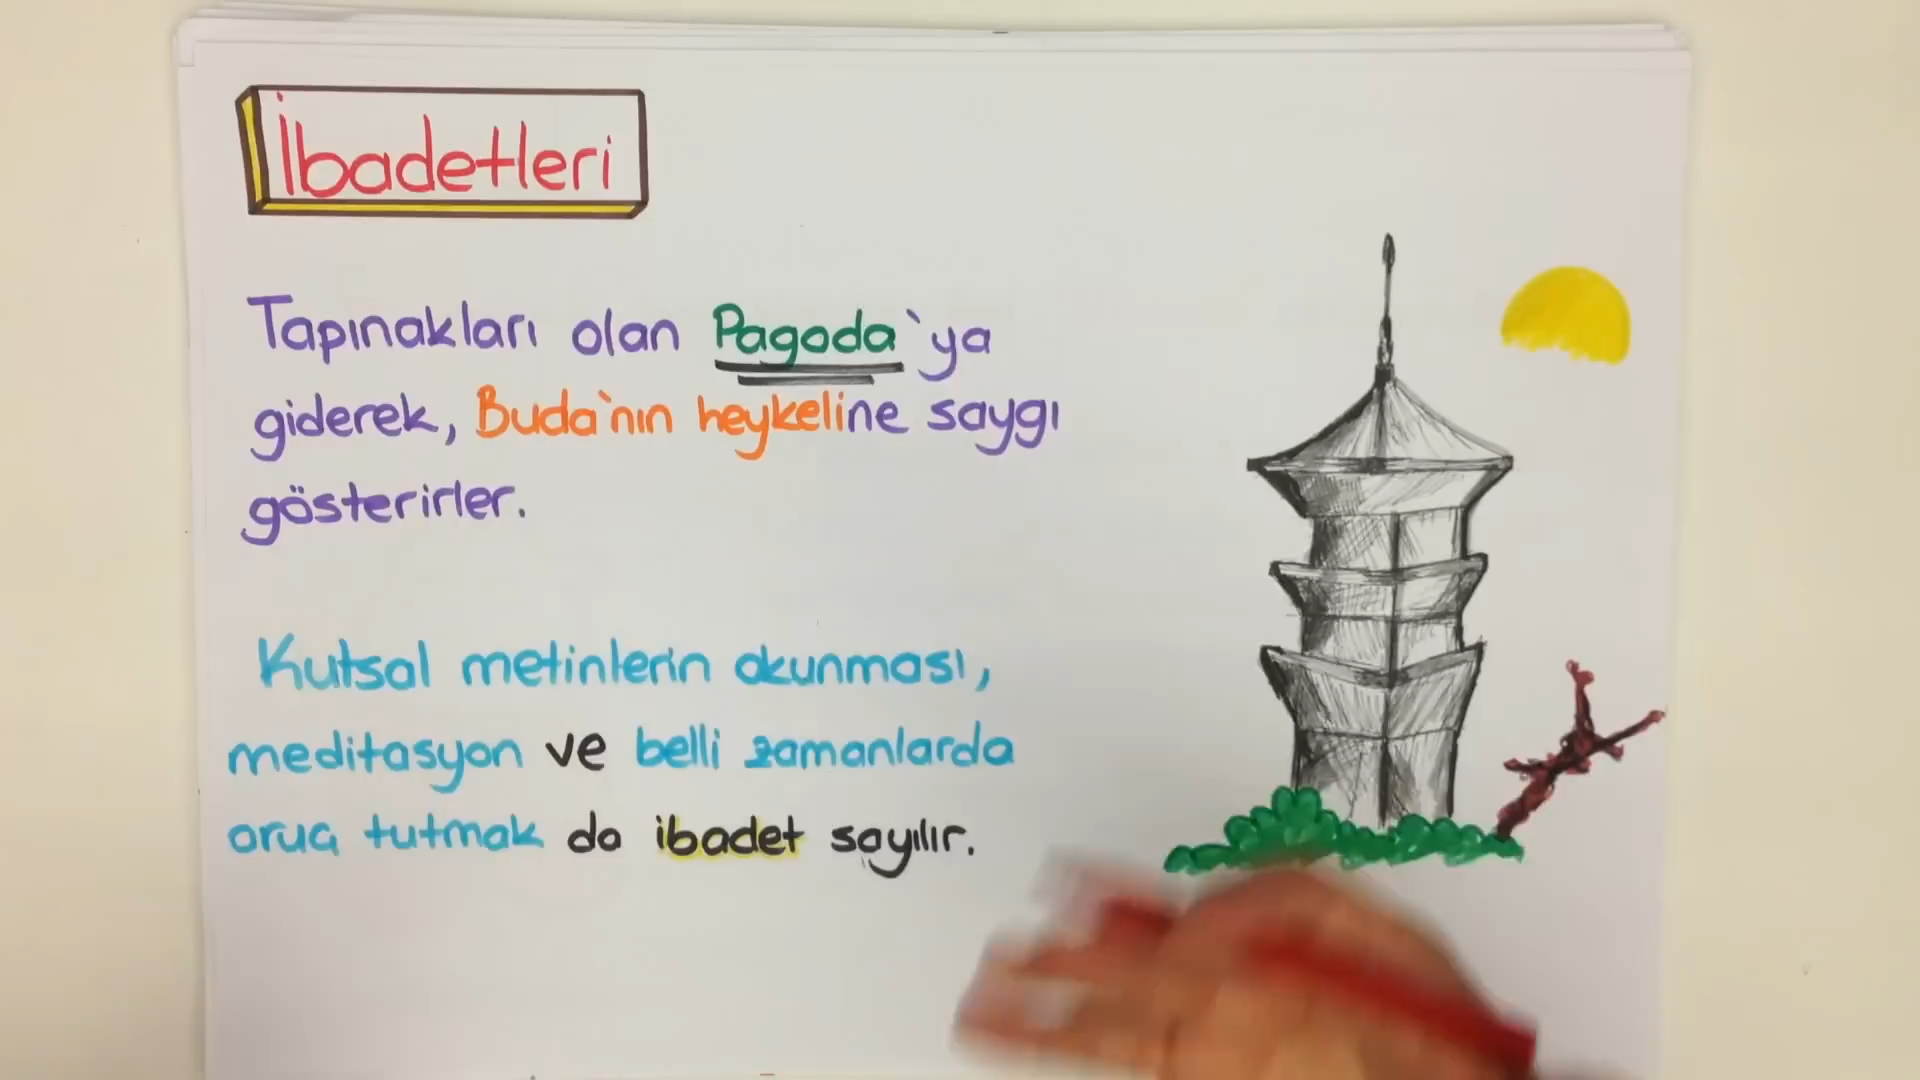 İbadetleri
Tapınakları olan Pagoda`ya
giderek, Buda`nın heykeline saygı
gösterirler.
Kutsal metinlerin okunması,
meditasyon ve belli zamanlarda
oruç tutmak da ibadet sayılır.